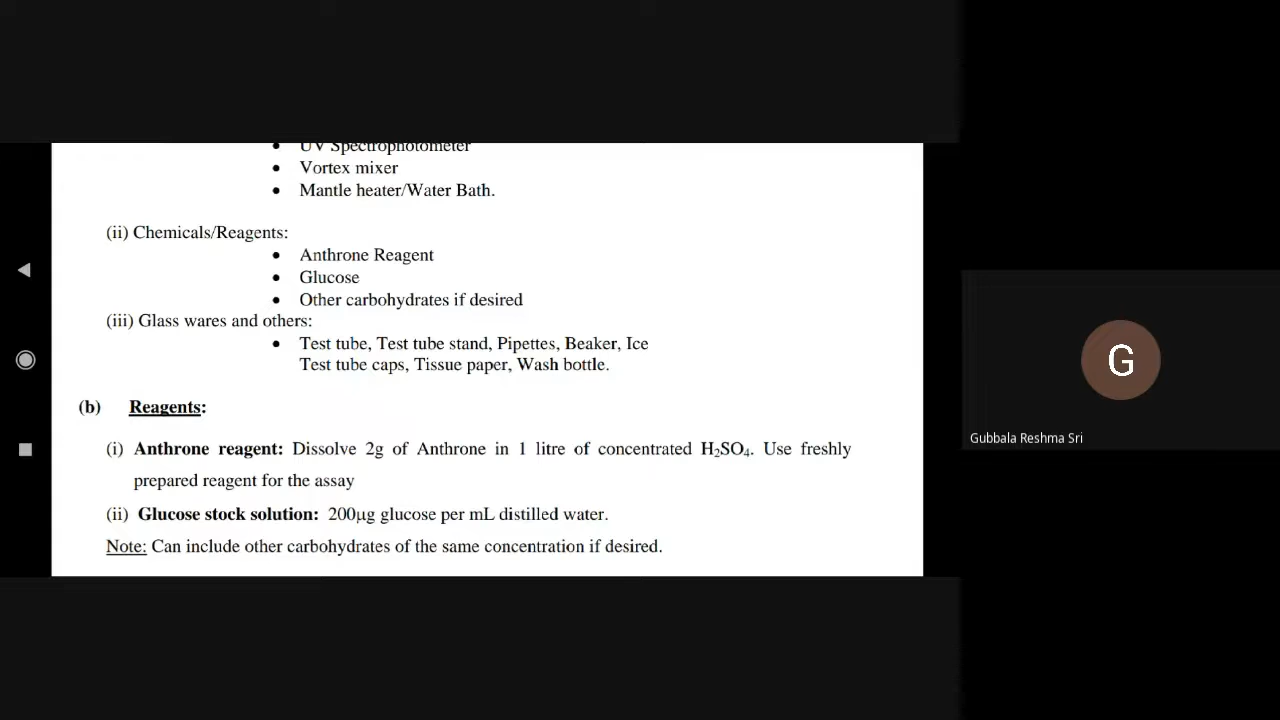 UV Spectrophotometer
• Vortex mixer
• Mantle heater/Water Bath.
(ii) Chemicals/Reagents:
• Anthrone Reagent
• Glucose
• Other carbohydrates if desired
(iii) Glass wares and others:
• Test tube, Test tube stand, Pipettes, Beaker, Ice
Test tube caps, Tissue paper, Wash bottle.
(b) Reagents:
(i) Anthrone reagent: Dissolve 2g of Anthrone in 1 litre of concentrated H₂SO₄. Use freshly
prepared reagent for the assay
(ii) Glucose stock solution: 200μg glucose per mL distilled water.
Note: Can include other carbohydrates of the same concentration if desired.
G
Gubbala Reshma Sri